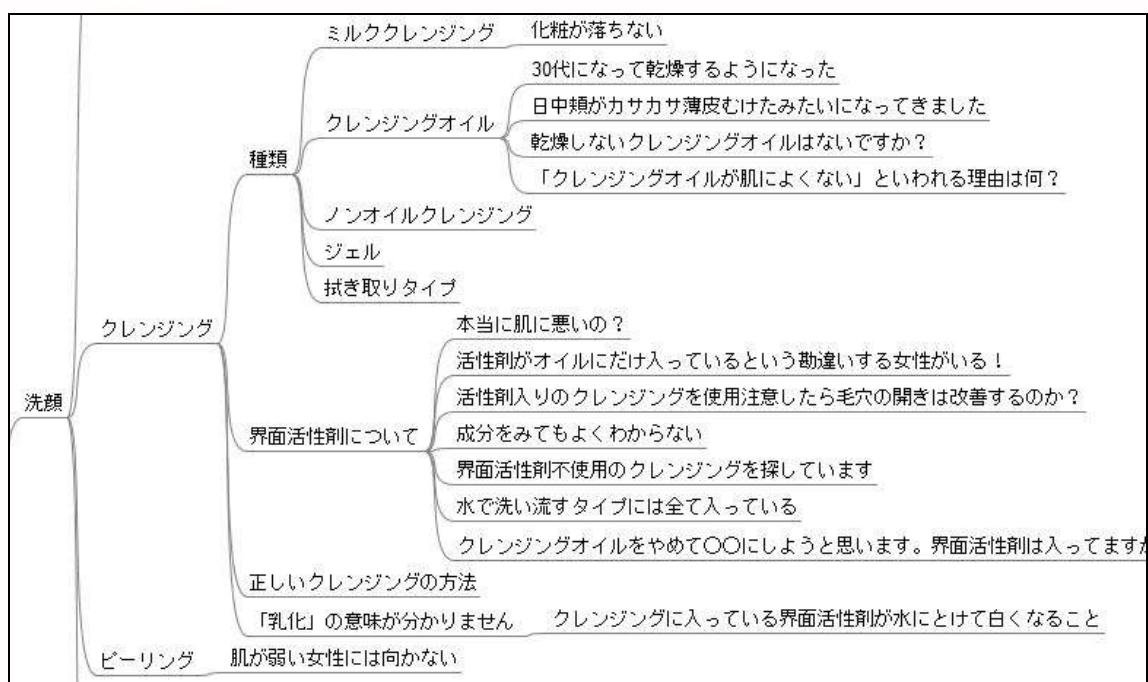 ミルククレンジング 化粧が落ちない
30代になって乾燥するようになった
日中頬がカサカサ薄皮むけたみたいになってきました
クレンジングオイル
乾燥しないクレンジングオイルはないですか？
種類
「クレンジングオイルが肌によくない」といわれる理由は何？
ノンオイルクレンジング
ジェル
拭き取りタイプ
クレンジング
本当に肌に悪いの？
活性剤がオイルにだけ入っているという勘違いする女性がいる！
洗顔
活性剤入りのクレンジングを使用注意したら毛穴の開きは改善するのか？
界面活性剤について
成分をみてもよくわからない
界面活性剤不使用のクレンジングを探しています
水で洗い流すタイプには全て入っている
クレンジングオイルをやめて〇〇にしようと思います。界面活性剤は入ってます
正しいクレンジングの方法
「乳化」の意味が分かりません クレンジングに入っている界面活性剤が水にとけて白くなること
ピーリング 肌が弱い女性には向かない